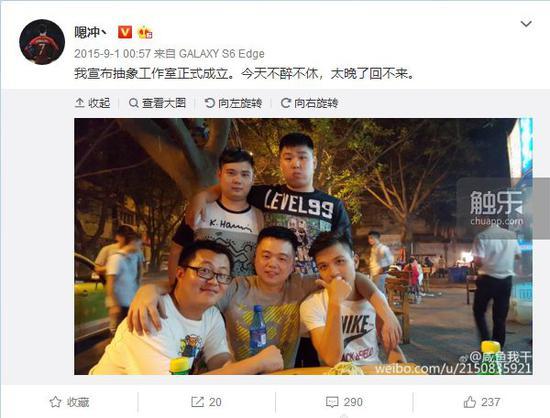 嗯冲丶
2015-9-1 00:57 来自 GALAXY S6 Edge
我宣布抽象工作室正式成立。今天不醉不休，太晚了回不来。
收起 查看大图 向左旋转 向右旋转
LEVEL99
触乐
chuapp.com
NIKE
@咸鱼我干
weibo.com/u/2150835921
收藏 20 290 237